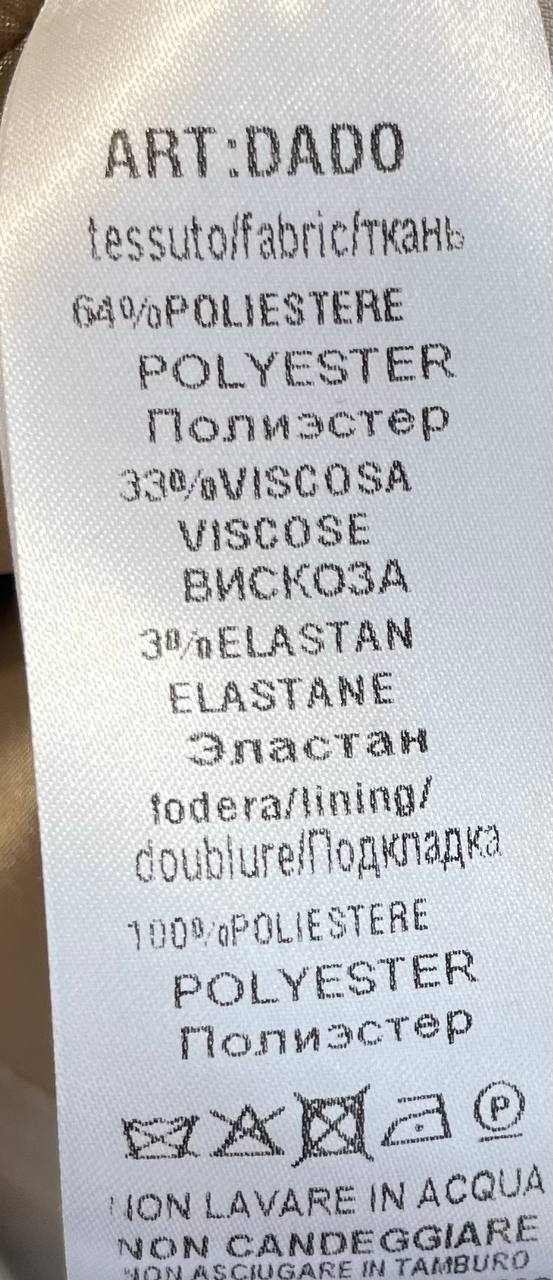 ART:DADO
tessuto/fabric/ткань
64%POLIESTERE
POLYESTER
Полиэстер
33%VISCOSA
VISCOSE
ВИСКОЗА
3%ELASTAN
ELASTANE
Эластан
fodera/lining/
doublure/Подкладка
100%POLIESTERE
POLYESTER
Полиэстер
P
NON LAVARE IN ACQUA
NON CANDEGGIARE
NON ASCIUGARE IN TAMBURO